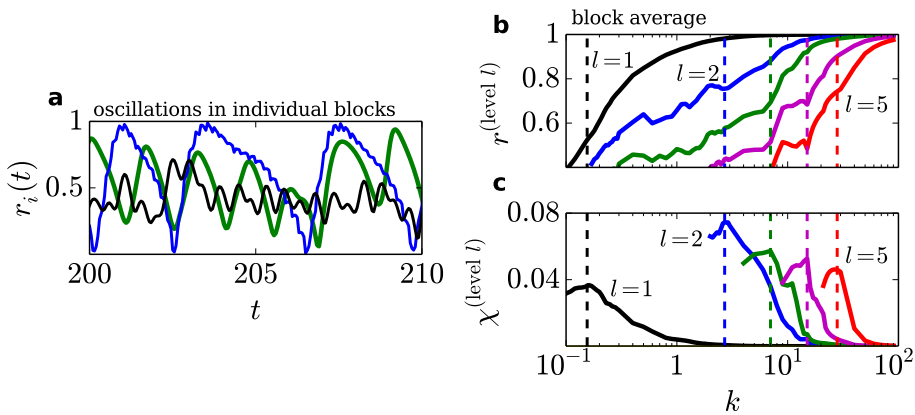 a
oscillations in individual blocks
r_i(t)
1
0.5
200
205
210
t
b
block average
r^(level l)
1
0.8
0.6
l=1
l=2
l=5
c
χ^(level l)
0.08
0.04
l=2
l=1
l=5
10^−1
1
10^1
10^2
k